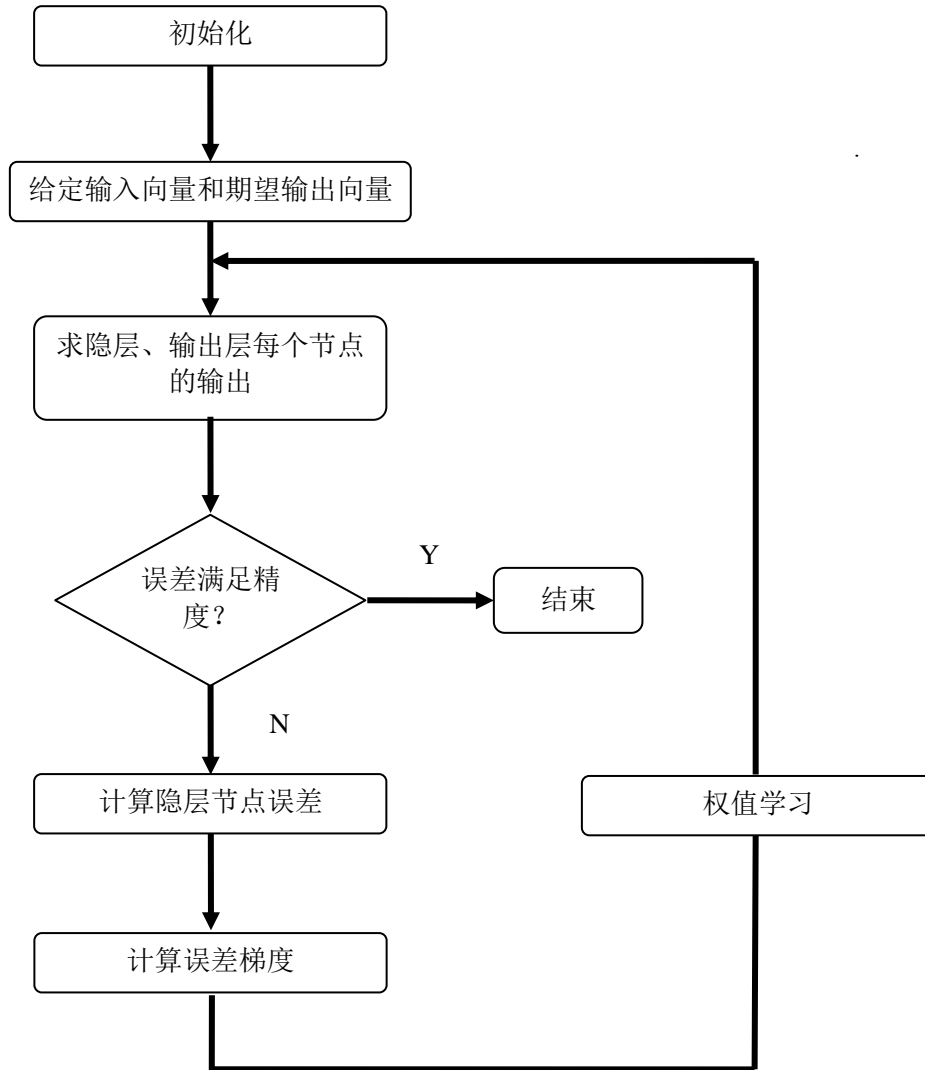 初始化
给定输入向量和期望输出向量
求隐层、输出层每个节点
的输出
误差满足精
度?
Y
结束
N
计算隐层节点误差
权值学习
计算误差梯度